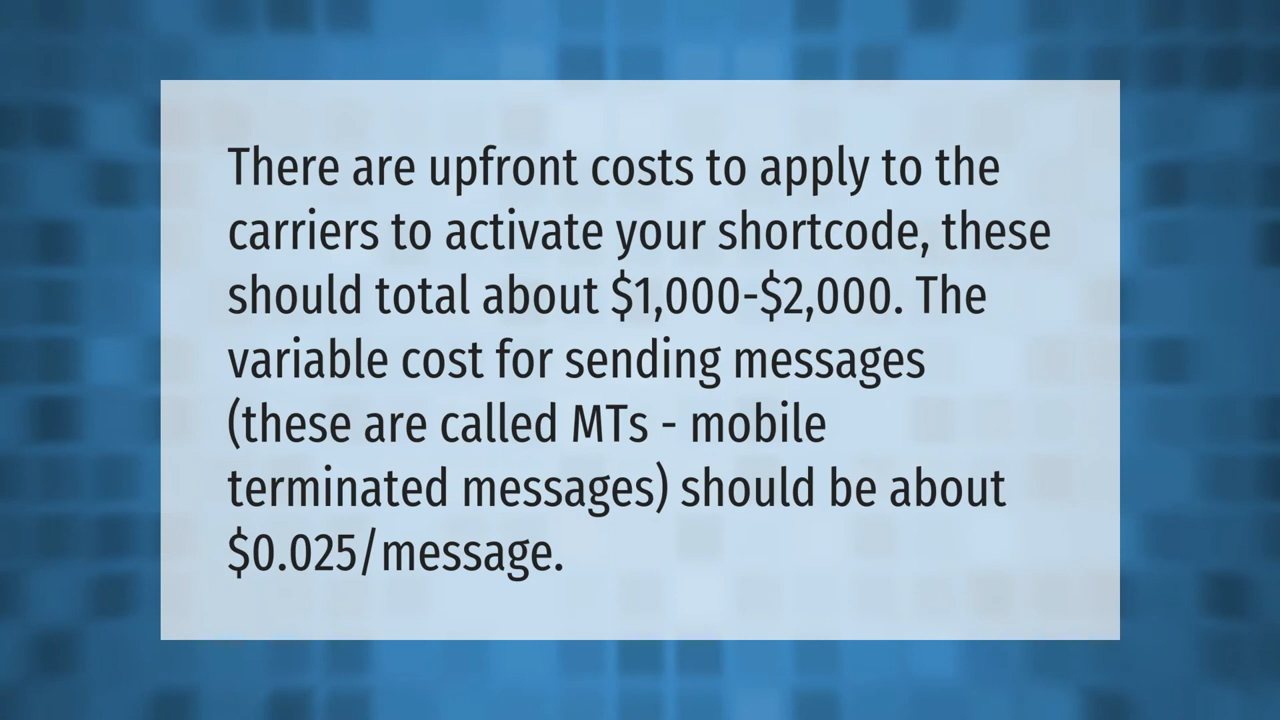 There are upfront costs to apply to the
carriers to activate your shortcode, these
should total about $1,000-$2,000. The
variable cost for sending messages
(these are called MTs - mobile
terminated messages) should be about
$0.025/message.